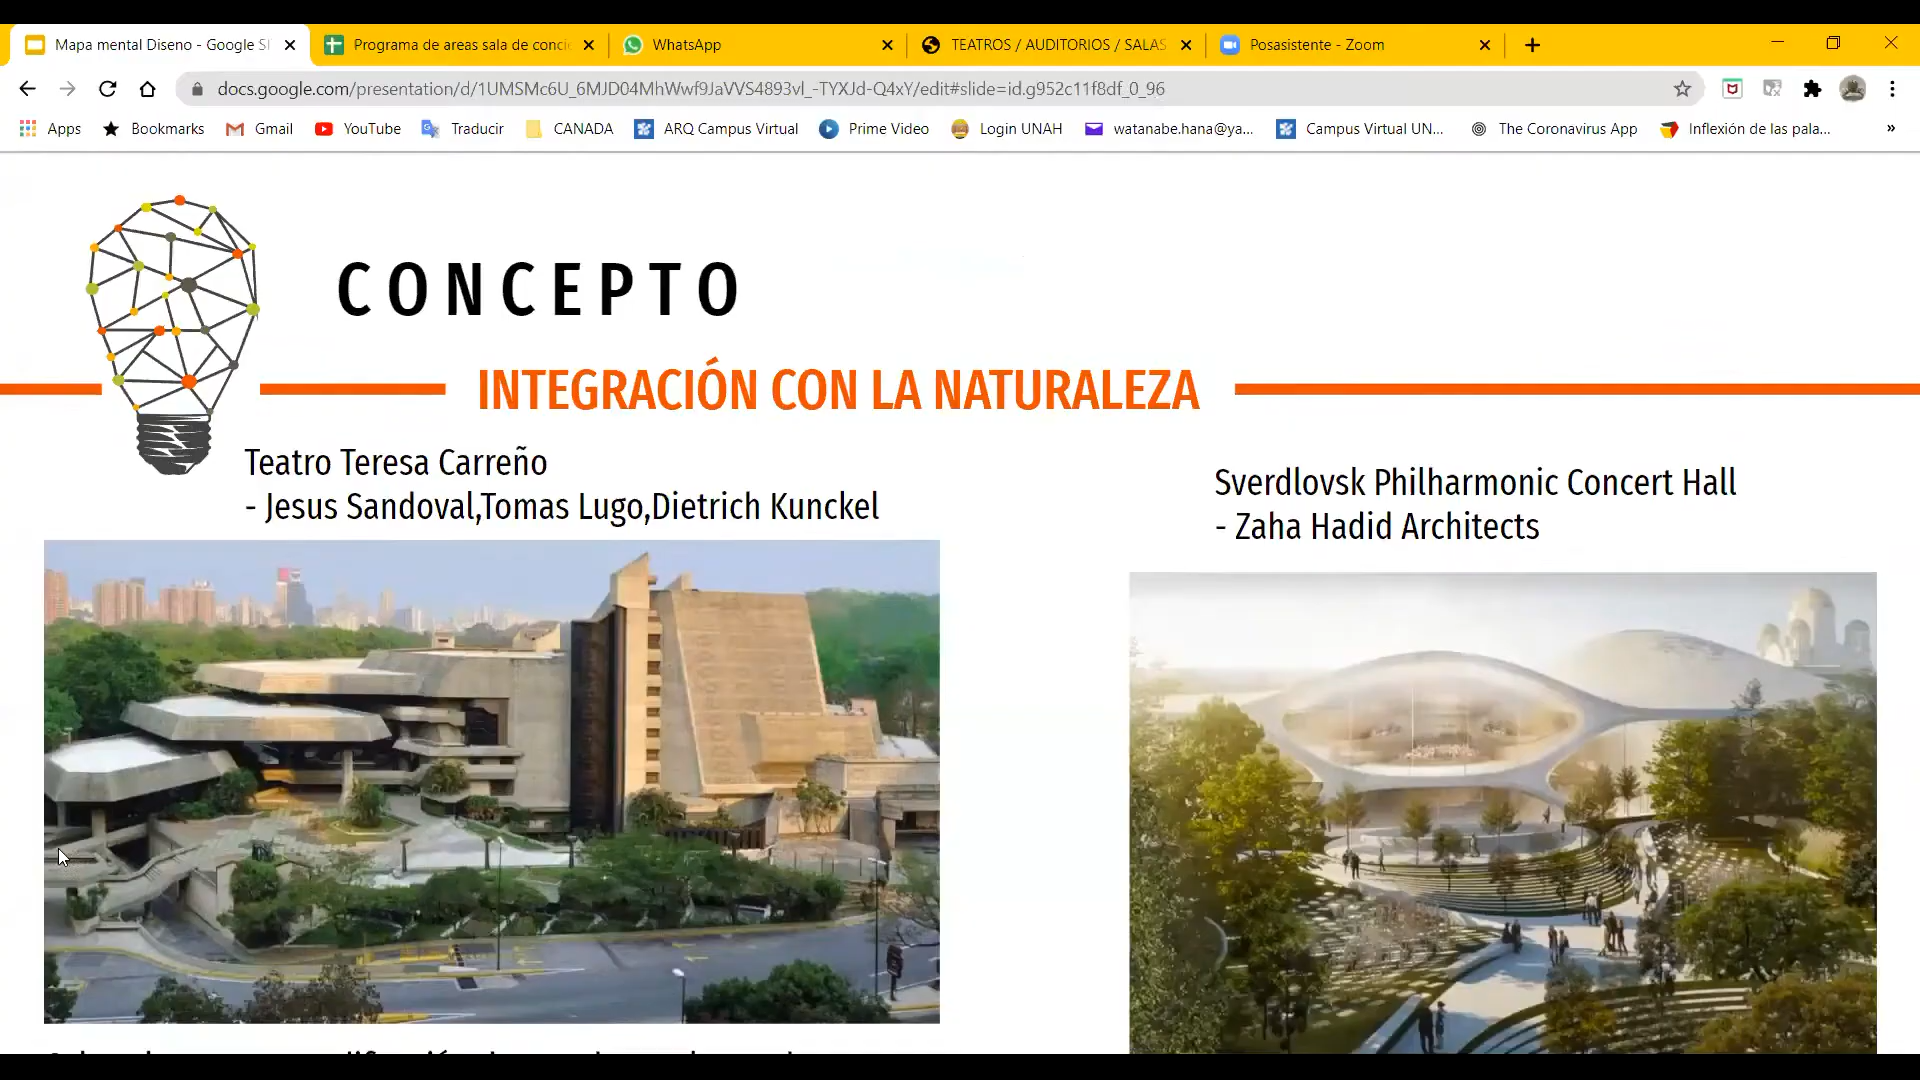 Mapa mental Diseno - Google Sl
Programa de areas sala de conci
WhatsApp
TEATROS / AUDITORIOS / SALAS
Posasistente - Zoom
docs.google.com/presentation/d/1UMSMc6U_6MJD04MhWwf9JaVVS4893vl_-TYXJd-Q4xY/edit#slide=id.g952c11f8df_0_96
Apps
Bookmarks
Gmail
YouTube
Traducir
CANADA
ARQ Campus Virtual
Prime Video
Login UNAH
watanabe.hana@ya...
Campus Virtual UN...
The Coronavirus App
Inflexión de las pala...
»
CONCEPTO
INTEGRACIÓN CON LA NATURALEZA
Teatro Teresa Carreño
- Jesus Sandoval,Tomas Lugo,Dietrich Kunckel
Sverdlovsk Philharmonic Concert Hall
- Zaha Hadid Architects